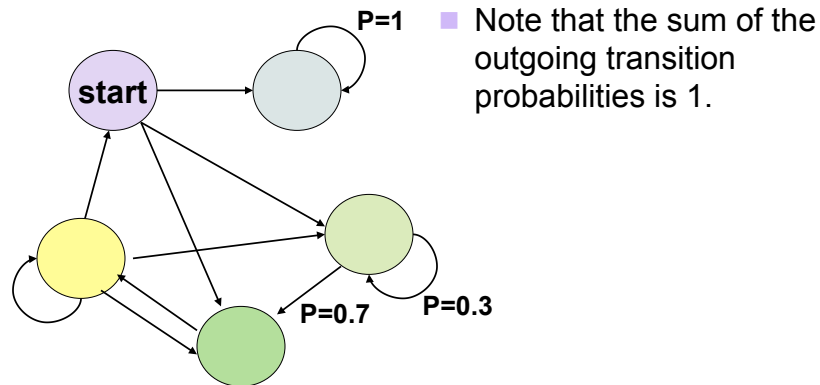 P=1
Note that the sum of the
outgoing transition
probabilities is 1.
start
P=0.7
P=0.3